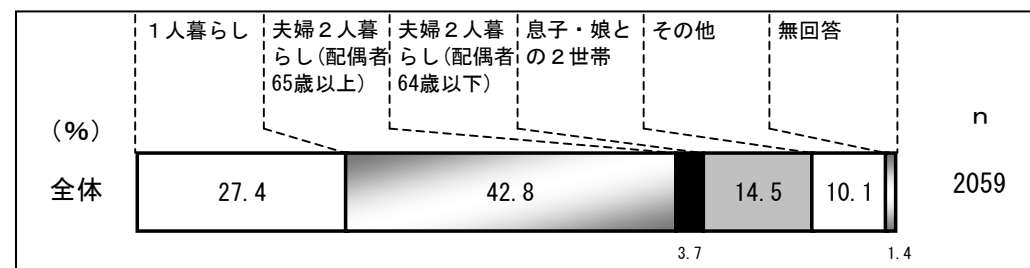 １人暮らし
夫婦２人暮
らし(配偶者
65歳以上)
夫婦２人暮
らし(配偶者
64歳以下)
息子・娘と
の２世帯
その他
無回答
(％)
ｎ
全体
27.4
42.8
3.7
14.5
10.1
1.4
2059